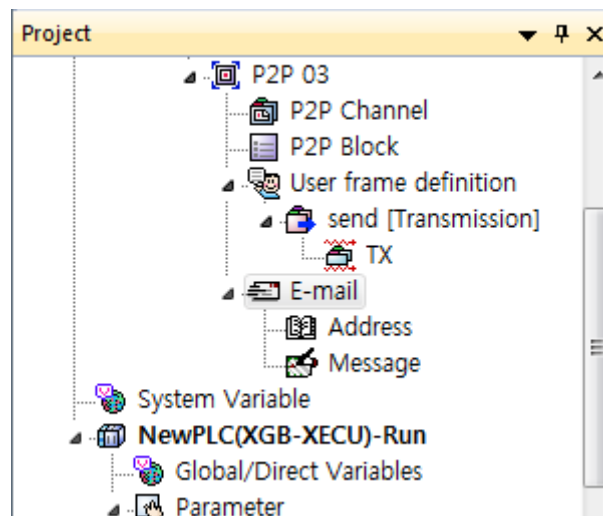 Project
P2P 03
P2P Channel
P2P Block
User frame definition
send [Transmission]
TX
E-mail
Address
Message
System Variable
NewPLC(XGB-XECU)-Run
Global/Direct Variables
Parameter